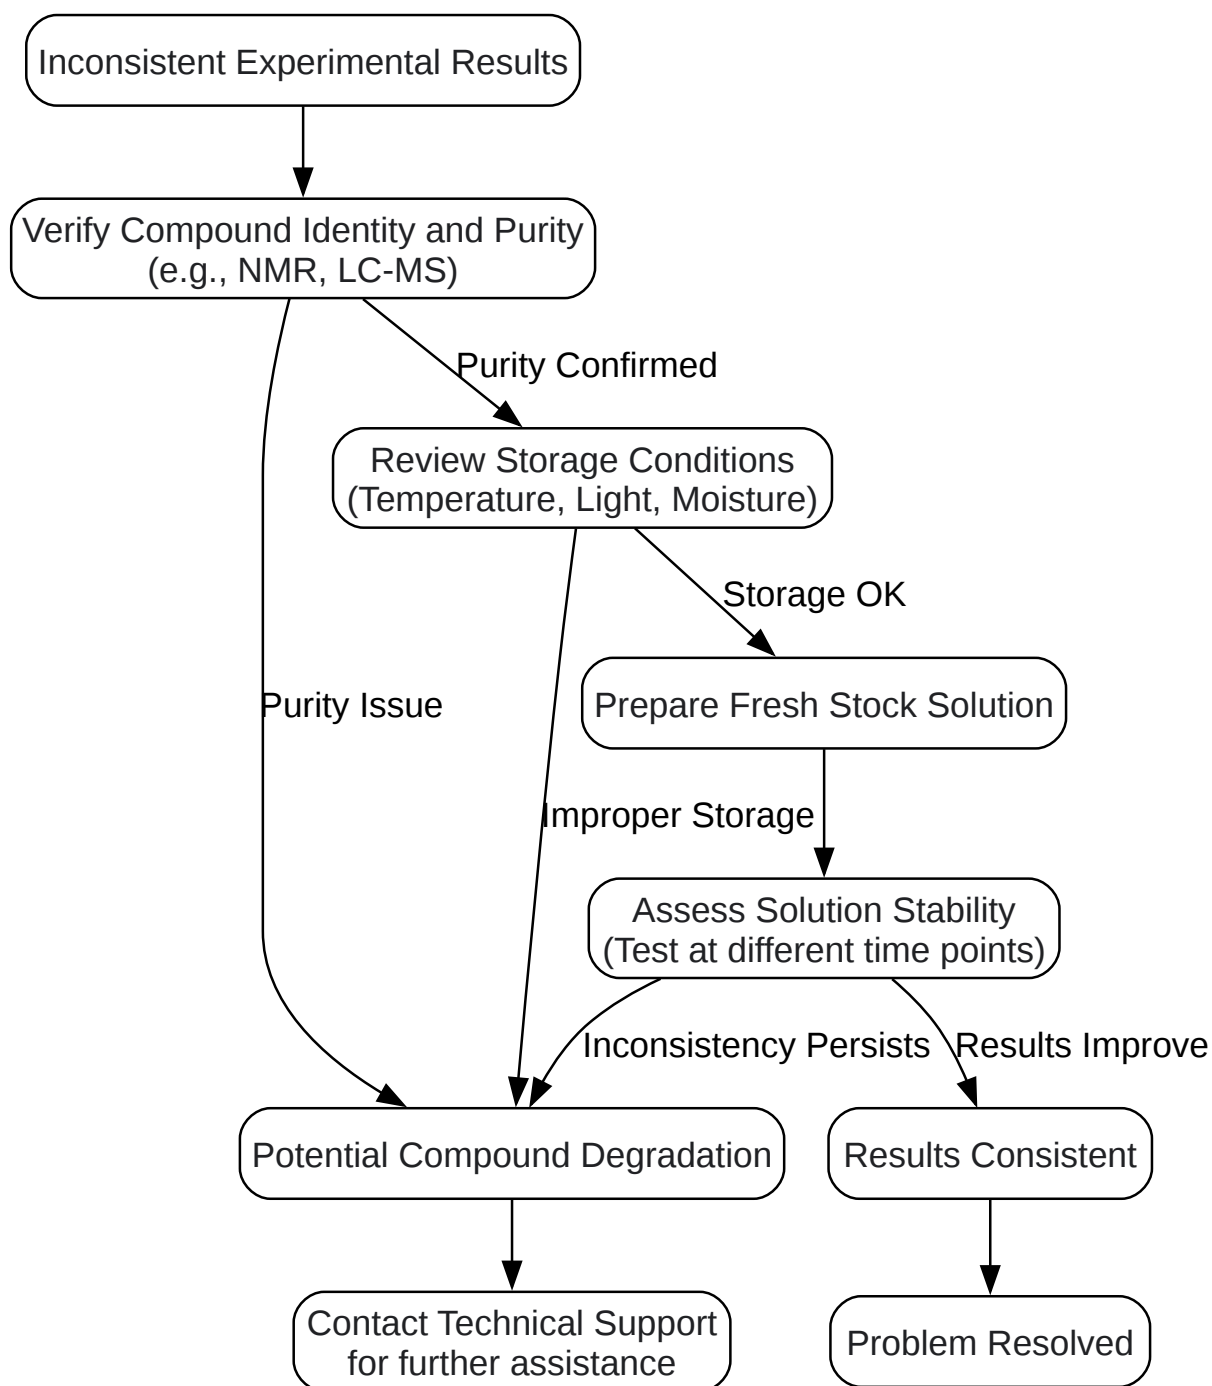 Inconsistent Experimental Results
Verify Compound Identity and Purity
(e.g., NMR, LC-MS)
Purity Confirmed
Review Storage Conditions
(Temperature, Light, Moisture)
Storage OK
Purity Issue
Prepare Fresh Stock Solution
Improper Storage
Assess Solution Stability
(Test at different time points)
Inconsistency Persists
Results Improve
Potential Compound Degradation
Results Consistent
Contact Technical Support
for further assistance
Problem Resolved